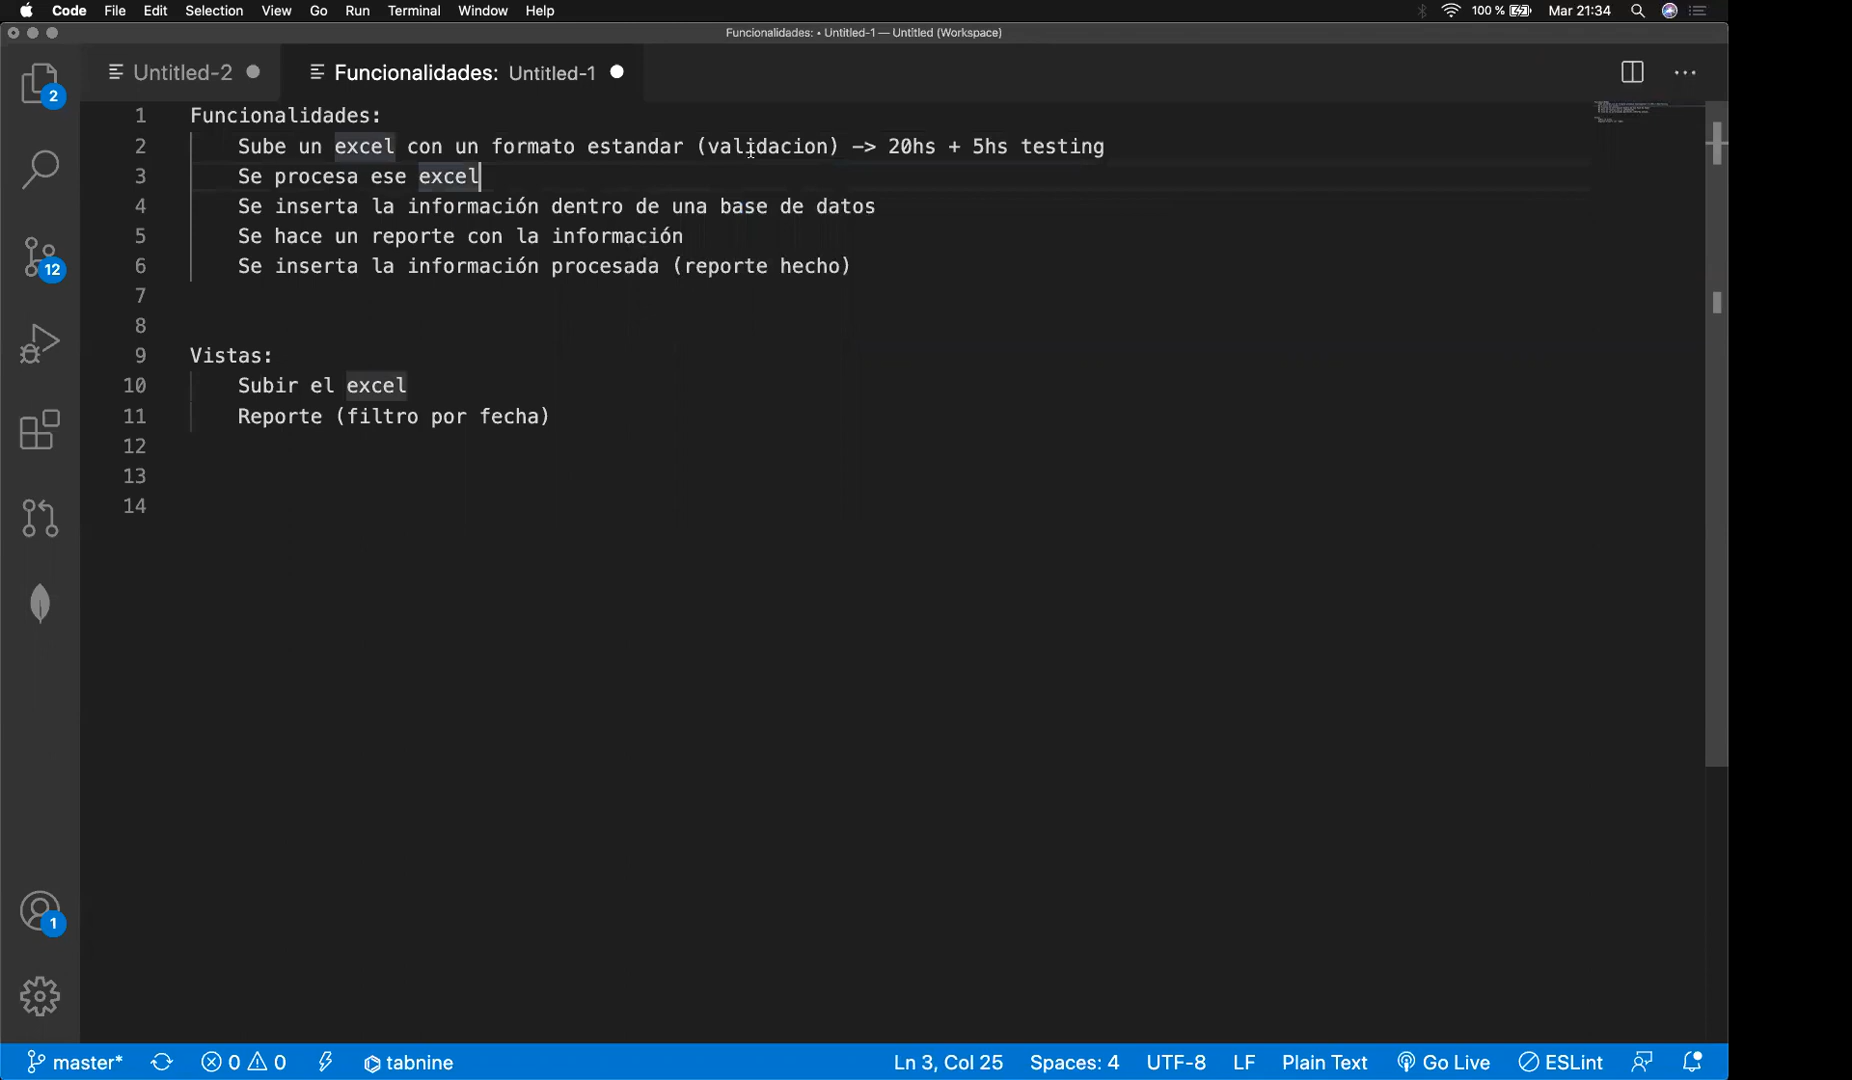 Code File Edit Selection View Go Run Terminal Window Help 100 % Mar 21:34
Funcionalidades: • Untitled-1 — Untitled (Workspace)
Untitled-2 Funcionalidades: Untitled-1
2
12
1
1 Funcionalidades:
2 Sube un excel con un formato estandar (validacion) -> 20hs + 5hs testing
3 Se procesa ese excel
4 Se inserta la información dentro de una base de datos
5 Se hace un reporte con la información
6 Se inserta la información procesada (reporte hecho)
7
8
9 Vistas:
10 Subir el excel
11 Reporte (filtro por fecha)
12
13
14
master* 0 0 tabnine Ln 3, Col 25 Spaces: 4 UTF-8 LF Plain Text Go Live ESLint